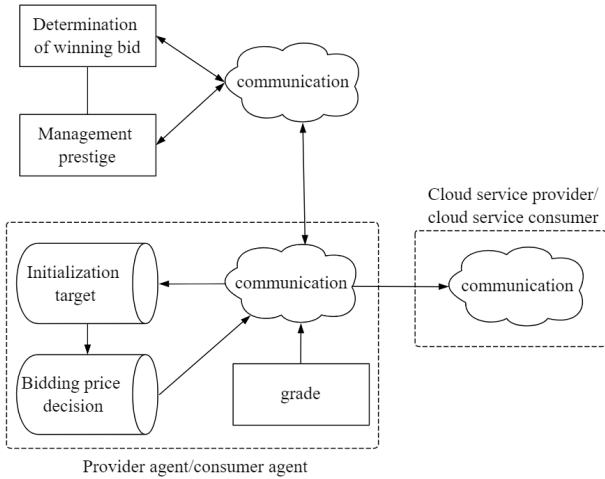 Determination
of winning bid
communication
Management
prestige
Cloud service provider/
cloud service consumer
Initialization
target
communication
communication
Bidding price
decision
grade
Provider agent/consumer agent